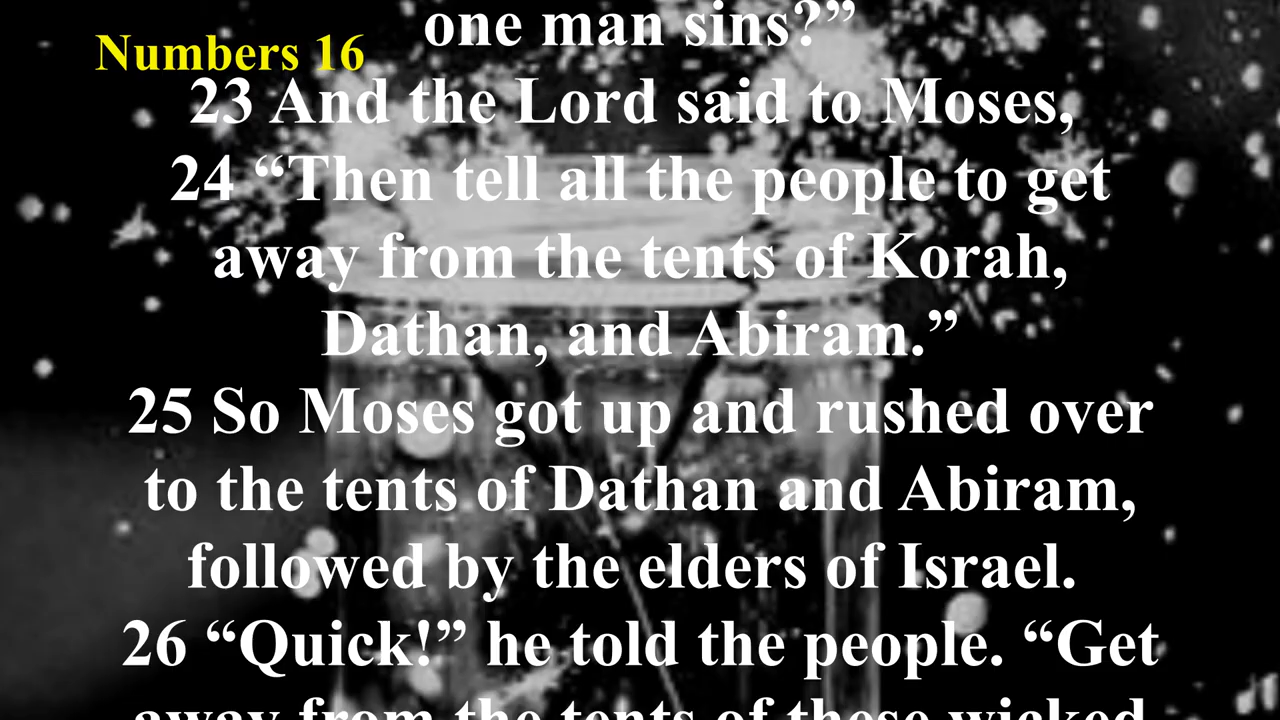 one man sins?”
Numbers 16
23 And the Lord said to Moses,
24 “Then tell all the people to get
away from the tents of Korah,
Dathan, and Abiram.”
25 So Moses got up and rushed over
to the tents of Dathan and Abiram,
followed by the elders of Israel.
26 “Quick!” he told the people. “Get
away from the tents of these wicked